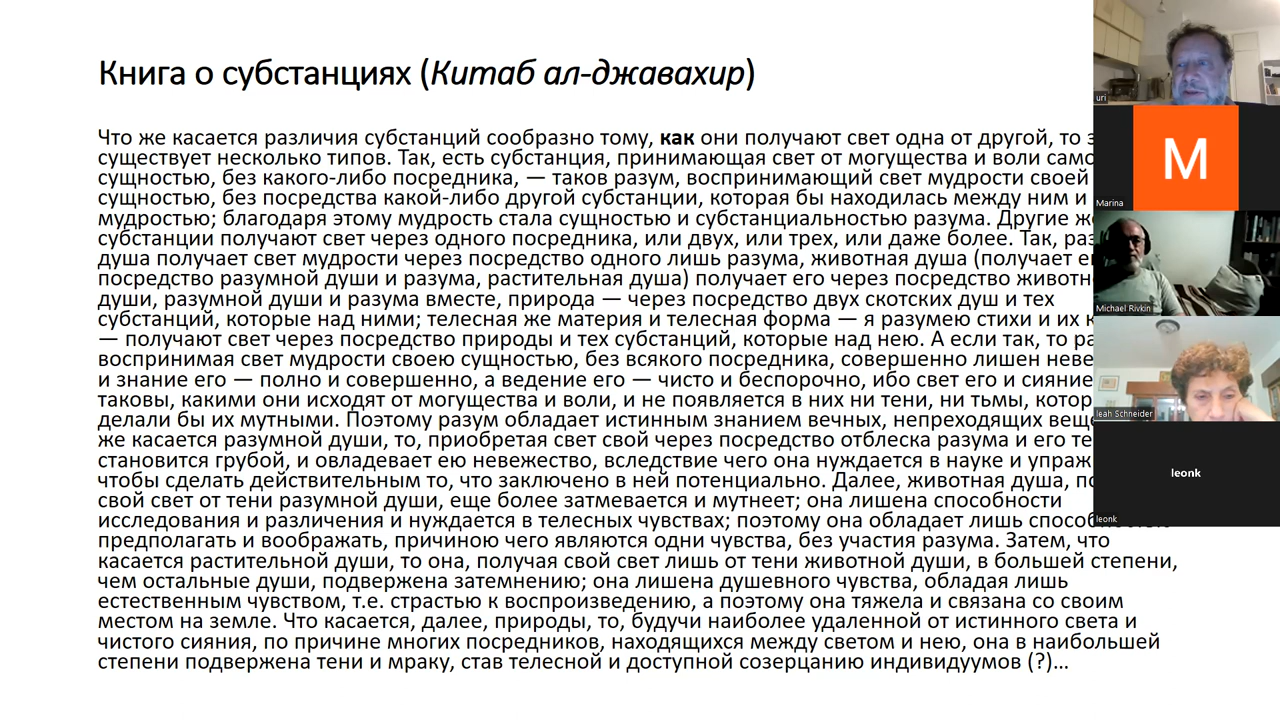 Книга о субстанциях (Китаб ал-джавахир)
Что же касается различия субстанций сообразно тому, как они получают свет одна от другой, то
существует несколько типов. Так, есть субстанция, принимающая свет от могущества и воли
сущностью, без какого-либо посредника, — таков разум, воспринимающий свет мудрости своей
сущностью, без посредства какой-либо другой субстанции, которая бы находилась между ним и
мудростью; благодаря этому мудрость стала сущностью и субстанциальностью разума. Другие
субстанции получают свет через одного посредника, или двух, или трех, или даже более. Так,
душа получает свет мудрости через посредство одного лишь разума, животная душа (получает
посредство разумной души и разума, растительная душа) получает его через посредство
души, разумной души и разума вместе, природа — через посредство двух скотских душ и тех
субстанций, которые над ними; телесная же материя и телесная форма — я разумею стихи и их
— получают свет через посредство природы и тех субстанций, которые над нею. А если так, то
воспринимая свет мудрости своею сущностью, без всякого посредника, совершенно лишен
и знание его — полно и совершенно, а ведение его — чисто и беспорочно, ибо свет его и сияние
таковы, какими они исходят от могущества и воли, и не появляется в них ни тени, ни тьмы,
делали бы их мутными. Поэтому разум обладает истинным знанием вечных, непреходящих
же касается разумной души, то, приобретая свет свой через посредство отблеска разума и его
становится грубой, и овладевает ею невежество, вследствие чего она нуждается в науке и
чтобы сделать действительным то, что заключено в ней потенциально. Далее, животная душа,
свой свет от тени разумной души, еще более затмевается и мутнеет; она лишена способности
исследования и различения и нуждается в телесных чувствах; поэтому она обладает лишь
предполагать и воображать, причиною чего являются одни чувства, без участия разума. Затем, что
касается растительной души, то она, получая свой свет лишь от тени животной души, в большей степени,
чем остальные души, подвержена затемнению; она лишена душевного чувства, обладая лишь
естественным чувством, т.е. страстью к воспроизведению, а поэтому она тяжела и связана со своим
местом на земле. Что касается, далее, природы, то, будучи наиболее удаленной от истинного света и
чистого сияния, по причине многих посредников, находящихся между светом и нею, она в наибольшей
степени подвержена тени и мраку, став телесной и доступной созерцанию индивидуумов (?)…
uri
M
Marina
Michael Rivkin
leah Schneider
leonk
leonk